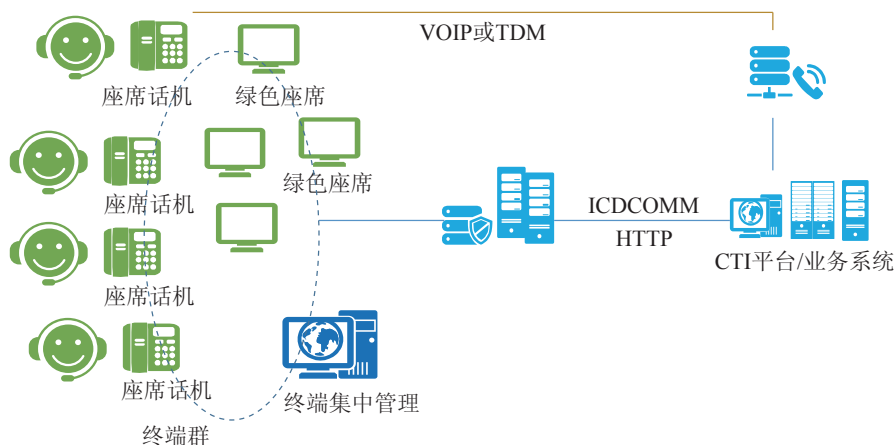 VOIP或TDM
座席话机
绿色座席
绿色座席
座席话机
ICDCOMM
HTTP
CTI平台/业务系统
座席话机
座席话机
终端集中管理
终端群